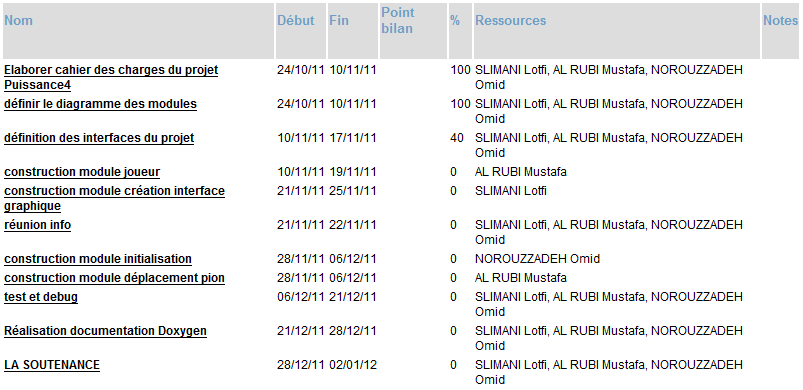 Nom Début Fin Point bilan % Ressources Notes
Elaborer cahier des charges du projet Puissance4 24/10/11 10/11/11 100 SLIMANI Lotfi, AL RUBI Mustafa, NOROUZZADEH Omid
définir le diagramme des modules 24/10/11 10/11/11 100 SLIMANI Lotfi, AL RUBI Mustafa, NOROUZZADEH Omid
définition des interfaces du projet 10/11/11 17/11/11 40 SLIMANI Lotfi, AL RUBI Mustafa, NOROUZZADEH Omid
construction module joueur 10/11/11 19/11/11 0 AL RUBI Mustafa
construction module création interface graphique 21/11/11 25/11/11 0 SLIMANI Lotfi
réunion info 21/11/11 22/11/11 0 SLIMANI Lotfi, AL RUBI Mustafa, NOROUZZADEH Omid
construction module initialisation 28/11/11 06/12/11 0 NOROUZZADEH Omid
construction module déplacement pion 28/11/11 06/12/11 0 AL RUBI Mustafa
test et debug 06/12/11 21/12/11 0 SLIMANI Lotfi, AL RUBI Mustafa, NOROUZZADEH Omid
Réalisation documentation Doxygen 21/12/11 28/12/11 0 SLIMANI Lotfi, AL RUBI Mustafa, NOROUZZADEH Omid
LA SOUTENANCE 28/12/11 02/01/12 0 SLIMANI Lotfi, AL RUBI Mustafa, NOROUZZADEH Omid